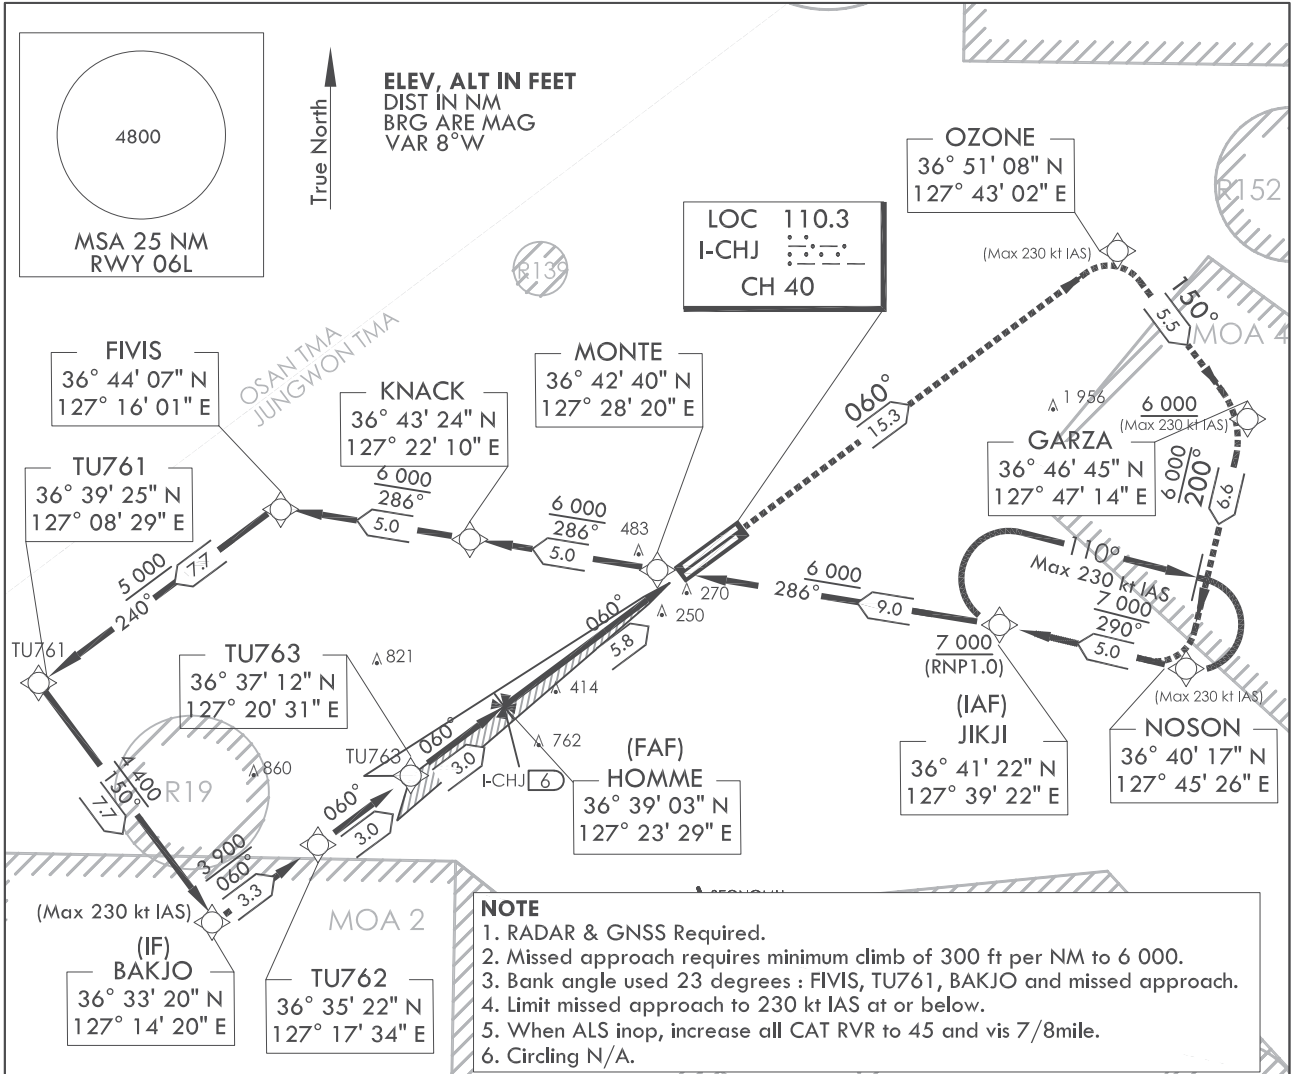 4800
MSA 25 NM
RWY 06L
True North
ELEV, ALT IN FEET
DIST IN NM
BRG ARE MAG
VAR 8°W
OZONE
36° 51' 08" N
127° 43' 02" E
(Max 230 kt IAS)
R152
LOC 110.3
I-CHJ
CH 40
R139
OSAN TMA
JUNGWON TMA
150°
5.5
MOA 4
FIVIS
36° 44' 07" N
127° 16' 01" E
KNACK
36° 43' 24" N
127° 22' 10" E
MONTE
36° 42' 40" N
127° 28' 20" E
060°
15.3
1 956
6 000
(Max 230 kt IAS)
GARZA
36° 46' 45" N
127° 47' 14" E
6 000
200°
6.6
TU761
36° 39' 25" N
127° 08' 29" E
6 000
286°
5.0
6 000
286°
5.0
483
5 000
240°
7.7
270
250
6 000
286°
9.0
110°
Max 230 kt IAS
7 000
290°
5.0
7 000
(RNP1.0)
TU761
TU763
36° 37' 12" N
127° 20' 31" E
821
060°
5.8
414
(Max 230 kt IAS)
(IAF)
JIKJI
36° 41' 22" N
127° 39' 22" E
NOSON
36° 40' 17" N
127° 45' 26" E
060°
3.0
762
TU763
I-CHJ 6
(FAF)
HOMME
36° 39' 03" N
127° 23' 29" E
4 400
150°
7.7
R19
860
060°
3.0
3 900
060°
3.3
(Max 230 kt IAS)
(IF)
BAKJO
36° 33' 20" N
127° 14' 20" E
MOA 2
TU762
36° 35' 22" N
127° 17' 34" E
NOTE
1. RADAR & GNSS Required.
2. Missed approach requires minimum climb of 300 ft per NM to 6 000.
3. Bank angle used 23 degrees : FIVIS, TU761, BAKJO and missed approach.
4. Limit missed approach to 230 kt IAS at or below.
5. When ALS inop, increase all CAT RVR to 45 and vis 7/8mile.
6. Circling N/A.